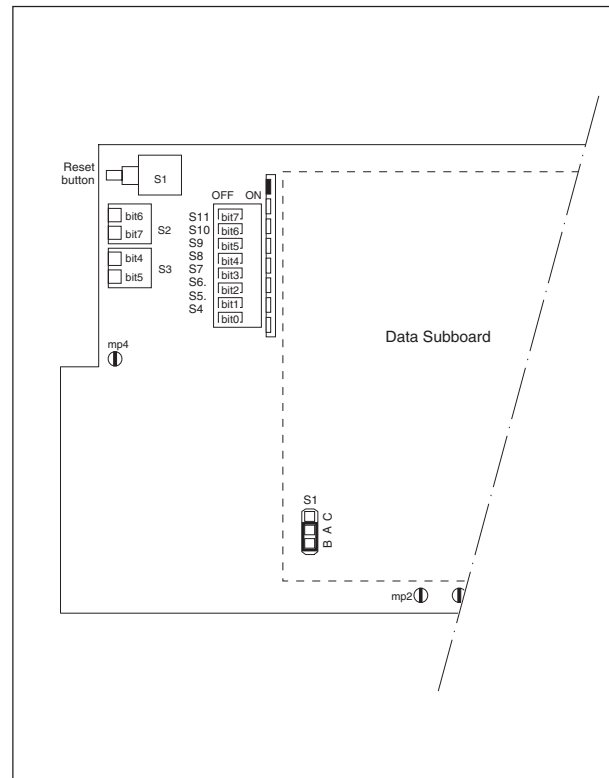 Reset
button
S1
OFF ON
bit6
bit7
S2
bit4
bit5
S3
S11 bit7
S10 bit6
S9 bit5
S8 bit4
S7 bit3
S6. bit2
S5. bit1
S4 bit0
Data Subboard
mp4
S1
B A C
mp2